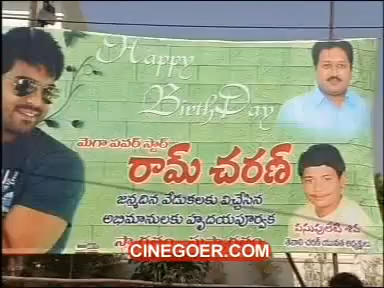 Happy
BirthDay
మెగా పవర్ స్టార్
రామ్ చరణ్
జన్మదిన వేడుకలకు విచ్చేసిన
అభిమానులకు హృదయపూర్వక
CINEGOER.COM